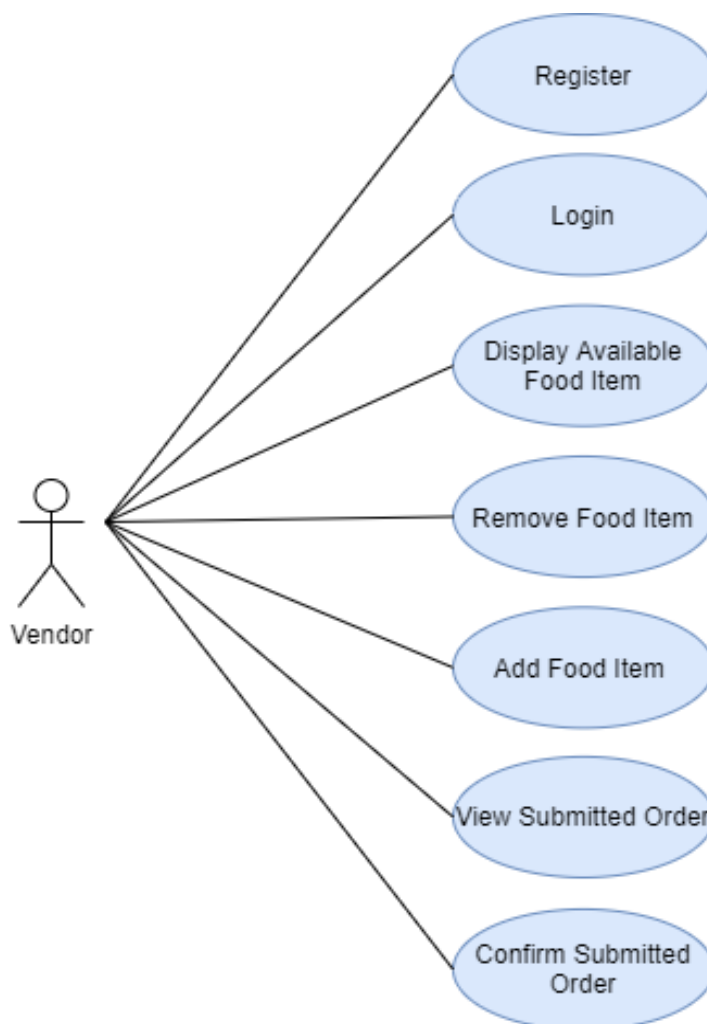 Register
Login
Display Available
Food Item
Remove Food Item
Vendor
Add Food Item
View Submitted Order
Confirm Submitted
Order